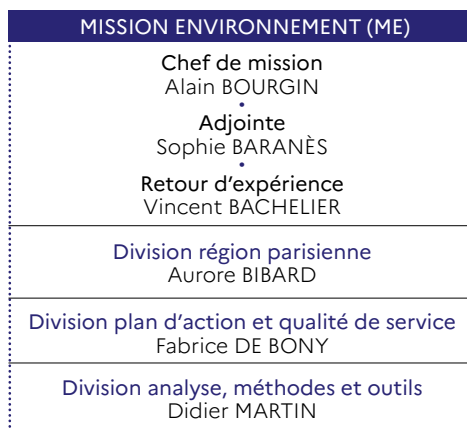 MISSION ENVIRONNEMENT (ME)
Chef de mission
Alain BOURGIN
•
Adjointe
Sophie BARANÈS
•
Retour d'expérience
Vincent BACHELIER
Division région parisienne
Aurore BIBARD
Division plan d'action et qualité de service
Fabrice DE BONY
Division analyse, méthodes et outils
Didier MARTIN